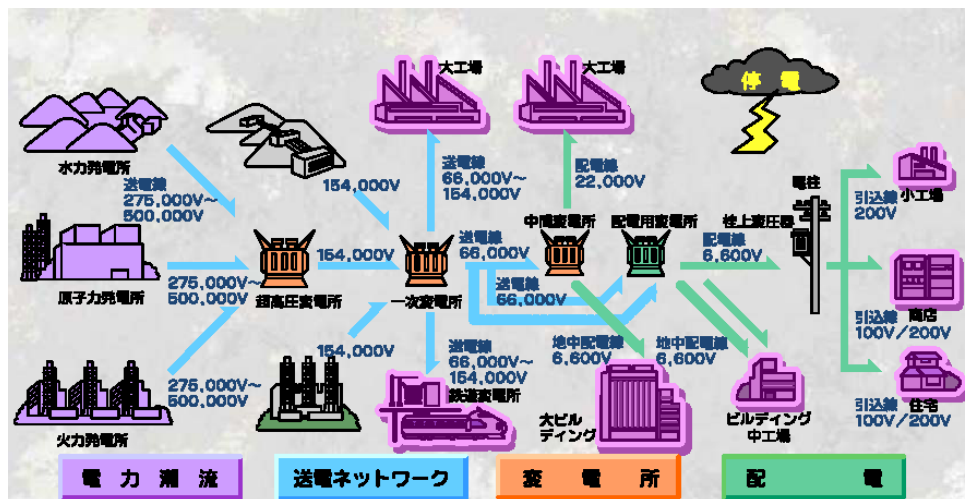 大工場
大工場
停電
水力発電所
送電線
275,000V～
500,000V
154,000V
送電線
66,000V～
154,000V
配電線
22,000V
電柱
小工場
引込線
200V
中間変電所
配電用変電所
柱上変圧器
送電線
66,000V
配電線
6,600V
原子力発電所
275,000V～
500,000V
超高圧変電所
154,000V
一次変電所
送電線
66,000V
商店
引込線
100V/200V
154,000V
送電線
66,000V～
154,000V
鉄道変電所
地中配電線
6,600V
地中配電線
6,600V
275,000V～
500,000V
火力発電所
大ビル
ディング
ビルディング
中工場
住宅
引込線
100V/200V
電力潮流
送電ネットワーク
変電所
配電